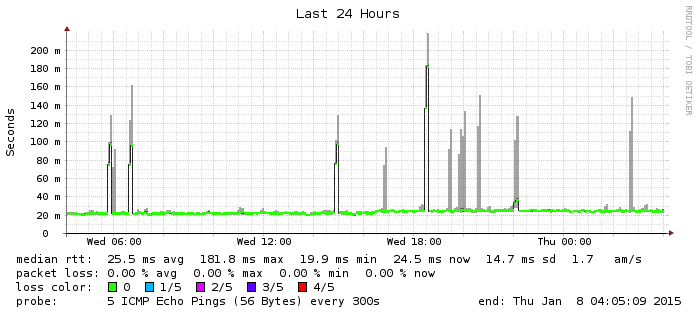 Last 24 Hours
RRDTOOL / TOBI OETIKER
Seconds
200 m
180 m
160 m
140 m
120 m
100 m
80 m
60 m
40 m
20 m
0
Wed 06:00 Wed 12:00 Wed 18:00 Thu 00:00
median rtt: 25.5 ms avg 181.8 ms max 19.9 ms min 24.5 ms now 14.7 ms sd 1.7 am/s
packet loss: 0.00 % avg 0.00 % max 0.00 % min 0.00 % now
loss color: 0 1/5 2/5 3/5 4/5
probe: 5 ICMP Echo Pings (56 Bytes) every 300s end: Thu Jan 8 04:05:09 2015